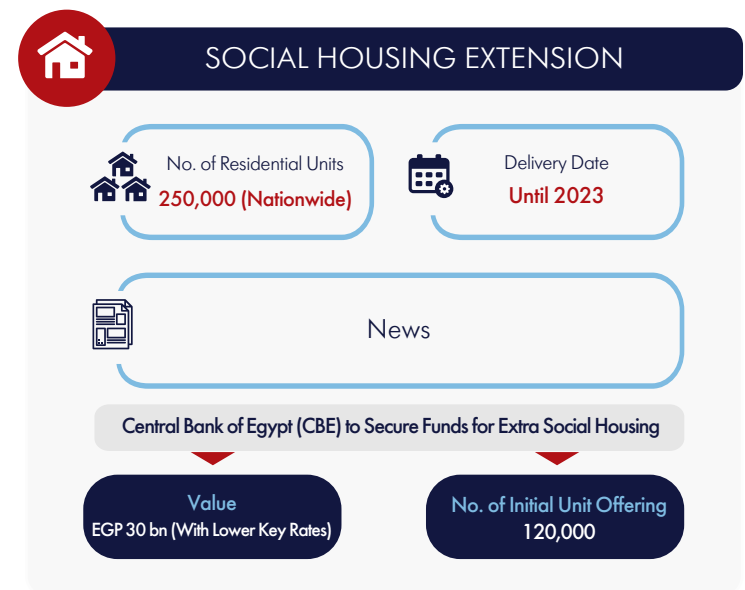 SOCIAL HOUSING EXTENSION
No. of Residential Units
250,000 (Nationwide)
Delivery Date
Until 2023
News
Central Bank of Egypt (CBE) to Secure Funds for Extra Social Housing
Value
EGP 30 bn (With Lower Key Rates)
No. of Initial Unit Offering
120,000